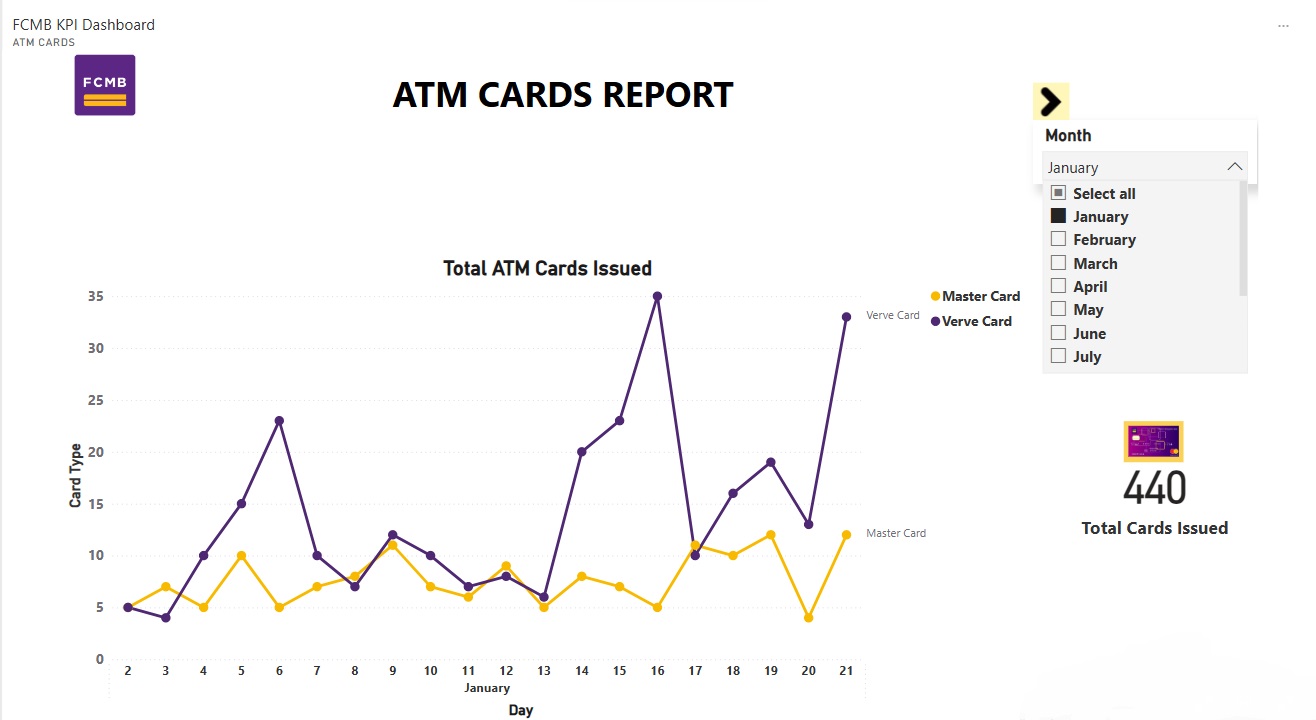 FCMB KPI Dashboard
ATM CARDS
FCMB
ATM CARDS REPORT
Month
January
Select all
January
February
March
April
May
June
July
Total ATM Cards Issued
Master Card
Verve Card
Verve Card
Master Card
Card Type
35
30
25
20
15
10
5
0
2 3 4 5 6 7 8 9 10 11 12 13 14 15 16 17 18 19 20 21
January
Day
440
Total Cards Issued